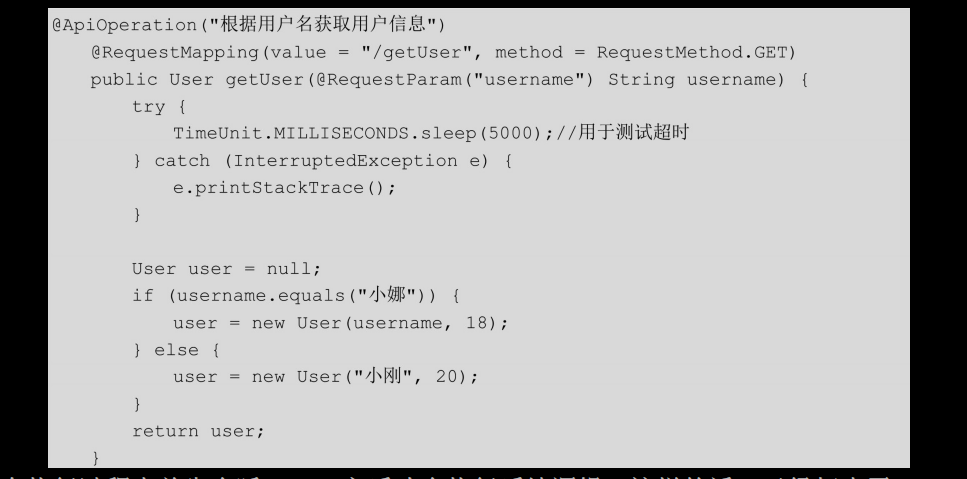 @ApiOperation("根据用户名获取用户信息")
@RequestMapping(value = "/getUser", method = RequestMethod.GET)
public User getUser(@RequestParam("username") String username) {
try {
TimeUnit.MILLISECONDS.sleep(5000);//用于测试超时
} catch (InterruptedException e) {
e.printStackTrace();
}
User user = null;
if (username.equals("小娜")) {
user = new User(username, 18);
} else {
user = new User("小刚", 20);
}
return user;
}